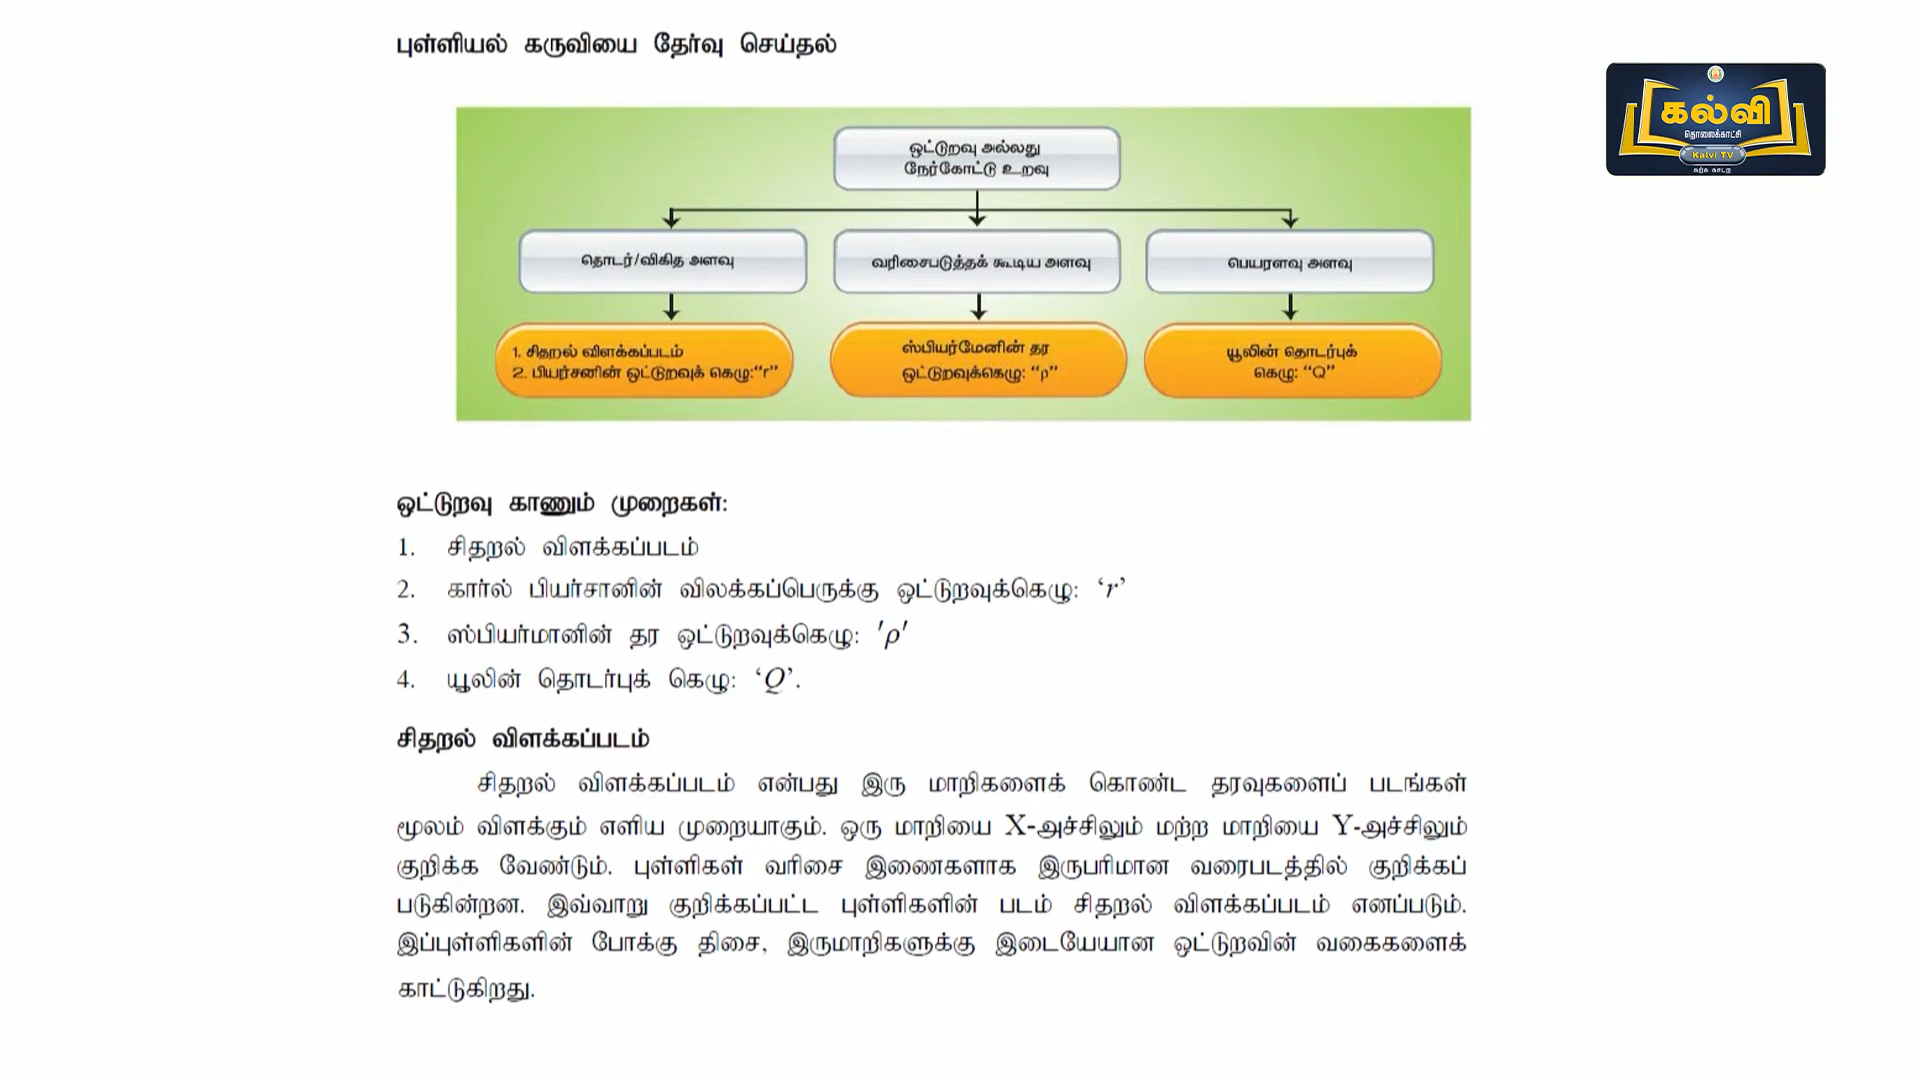 புள்ளியல் கருவியை தேர்வு செய்தல்
கல்வி
தொலைக்காட்சி
Kalvi TV
கற்க கசடற
ஒட்டுறவு அல்லது
நேர்கோட்டு உறவு
தொடர்/விகித அளவு
வரிசைபடுத்தக் கூடிய அளவு
பெயரளவு அளவு
1. சிதறல் விளக்கப்படம்
2. பியர்சனின் ஒட்டுறவுக் கெழு:“r”
ஸ்பியர்மேனின் தர
ஒட்டுறவுக்கெழு: “ρ”
யூலின் தொடர்புக்
கெழு: “Q”
ஒட்டுறவு காணும் முறைகள்:
1. சிதறல் விளக்கப்படம்
2. கார்ல் பியர்சானின் விலக்கப்பெருக்கு ஒட்டுறவுக்கெழு: ‘r’
3. ஸ்பியர்மானின் தர ஒட்டுறவுக்கெழு: 'ρ'
4. யூலின் தொடர்புக் கெழு: ‘Q’.
சிதறல் விளக்கப்படம்
சிதறல் விளக்கப்படம் என்பது இரு மாறிகளைக் கொண்ட தரவுகளைப் படங்கள்
மூலம் விளக்கும் எளிய முறையாகும். ஒரு மாறியை X-அச்சிலும் மற்ற மாறியை Y-அச்சிலும்
குறிக்க வேண்டும். புள்ளிகள் வரிசை இணைகளாக இருபரிமான வரைபடத்தில் குறிக்கப்
படுகின்றன. இவ்வாறு குறிக்கப்பட்ட புள்ளிகளின் படம் சிதறல் விளக்கப்படம் எனப்படும்.
இப்புள்ளிகளின் போக்கு திசை, இருமாறிகளுக்கு இடையேயான ஒட்டுறவின் வகைகளைக்
காட்டுகிறது.